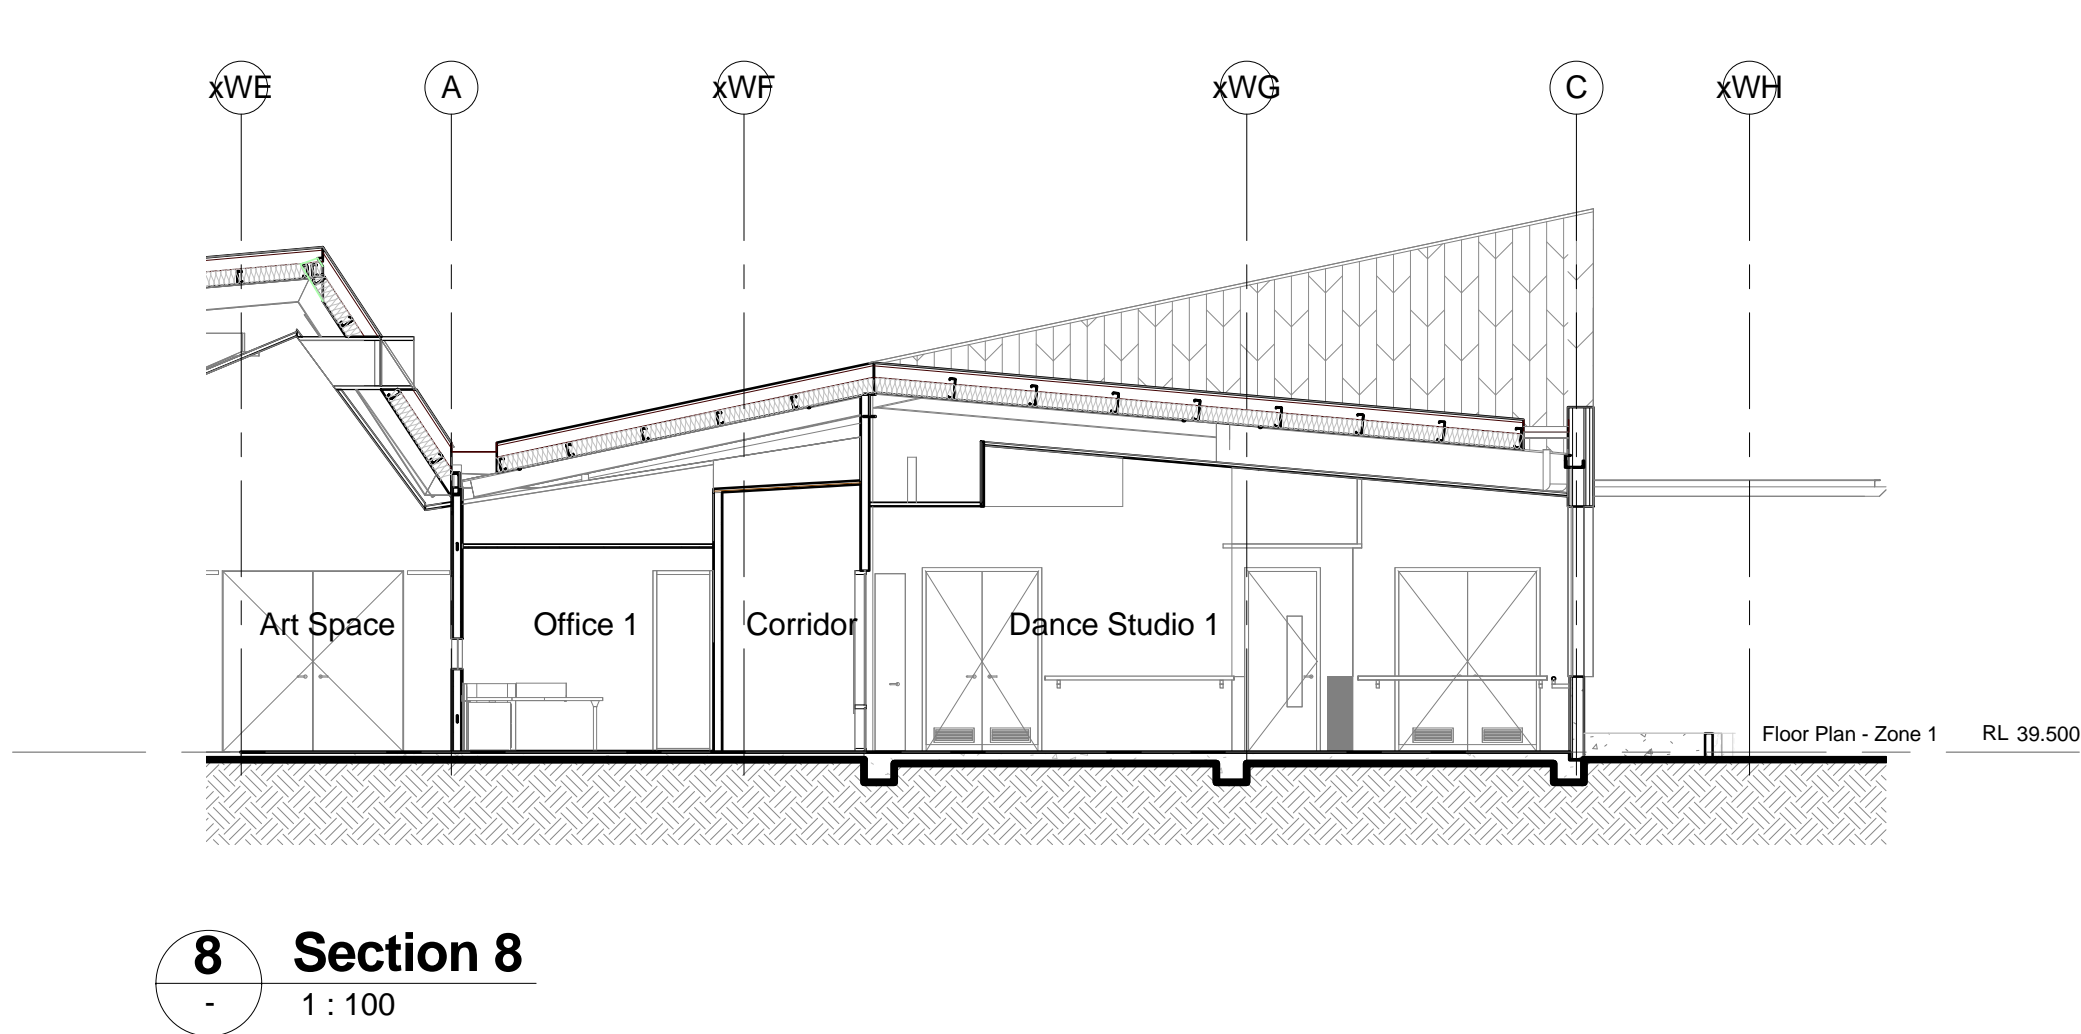 xWE A xWF xWG C xWH
Art Space Office 1 Corridor Dance Studio 1
Floor Plan - Zone 1 RL 39.500
8 Section 8
- 1 : 100